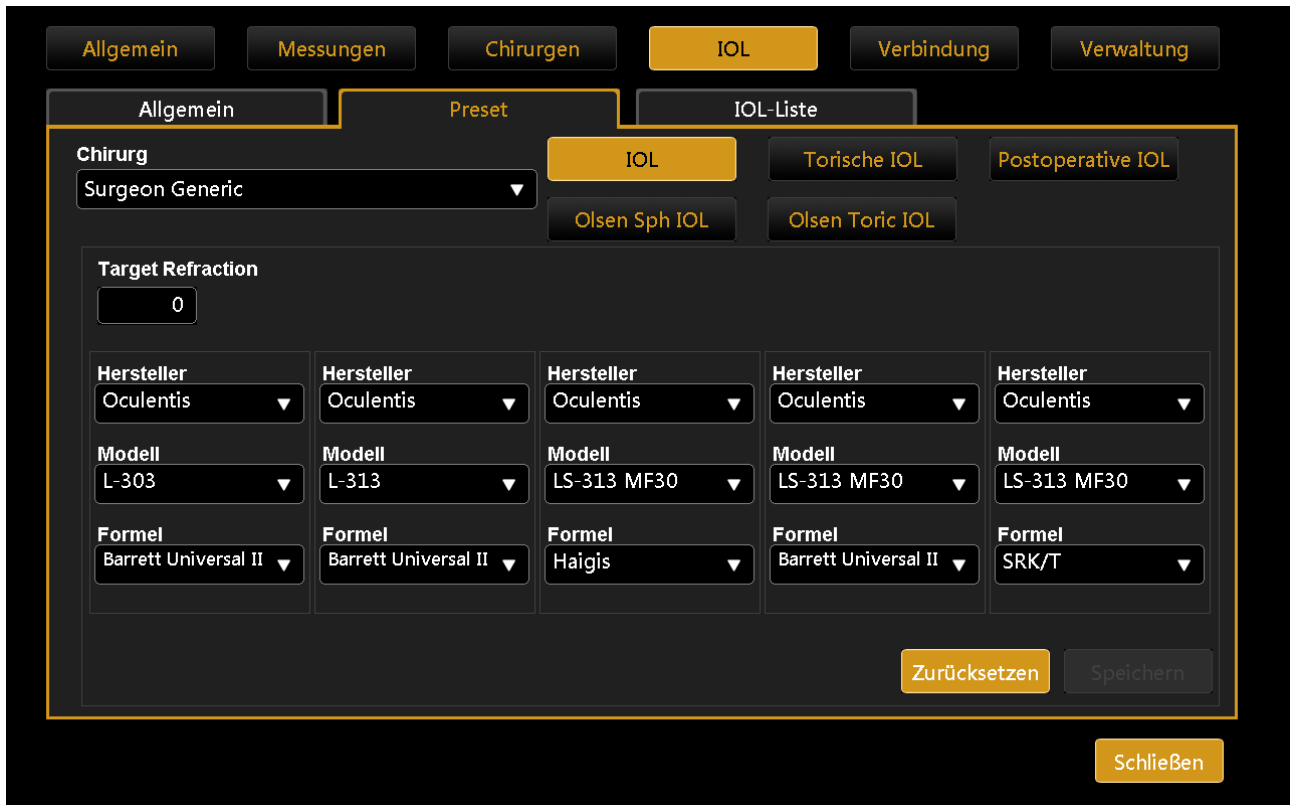 Allgemein Messungen Chirurgen IOL Verbindung Verwaltung
Allgemein Preset IOL-Liste
Chirurg
Surgeon Generic
IOL Torische IOL Postoperative IOL
Olsen Sph IOL Olsen Toric IOL
Target Refraction
0
Hersteller Hersteller Hersteller Hersteller Hersteller
Oculentis Oculentis Oculentis Oculentis Oculentis
Modell Modell Modell Modell Modell
L-303 L-313 LS-313 MF30 LS-313 MF30 LS-313 MF30
Formel Formel Formel Formel Formel
Barrett Universal II Barrett Universal II Haigis Barrett Universal II SRK/T
Zurücksetzen Speichern
Schließen